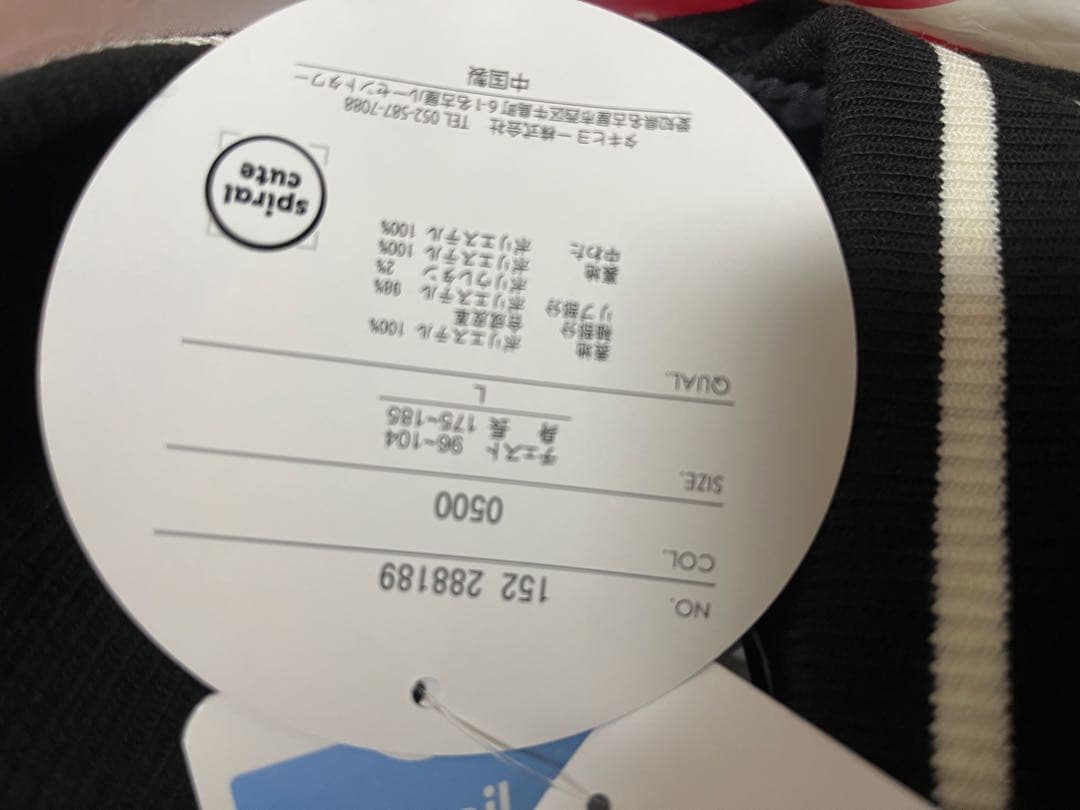 NO.
152 288189
COL.
0500
SIZE.
チェスト 96~104
身 長 175~185
L
QUAL.
表地 ポリエステル 100%
袖部分 合成皮革
リブ部分 ポリエステル 98%
ポリウレタン 2%
裏地 ポリエステル 100%
中わた ポリエステル 100%
spiral
cute
タキヒヨー株式会社 TEL 052-587-7088
愛知県名古屋市西区牛島町6-1名古屋ルーセントタワー
中国製